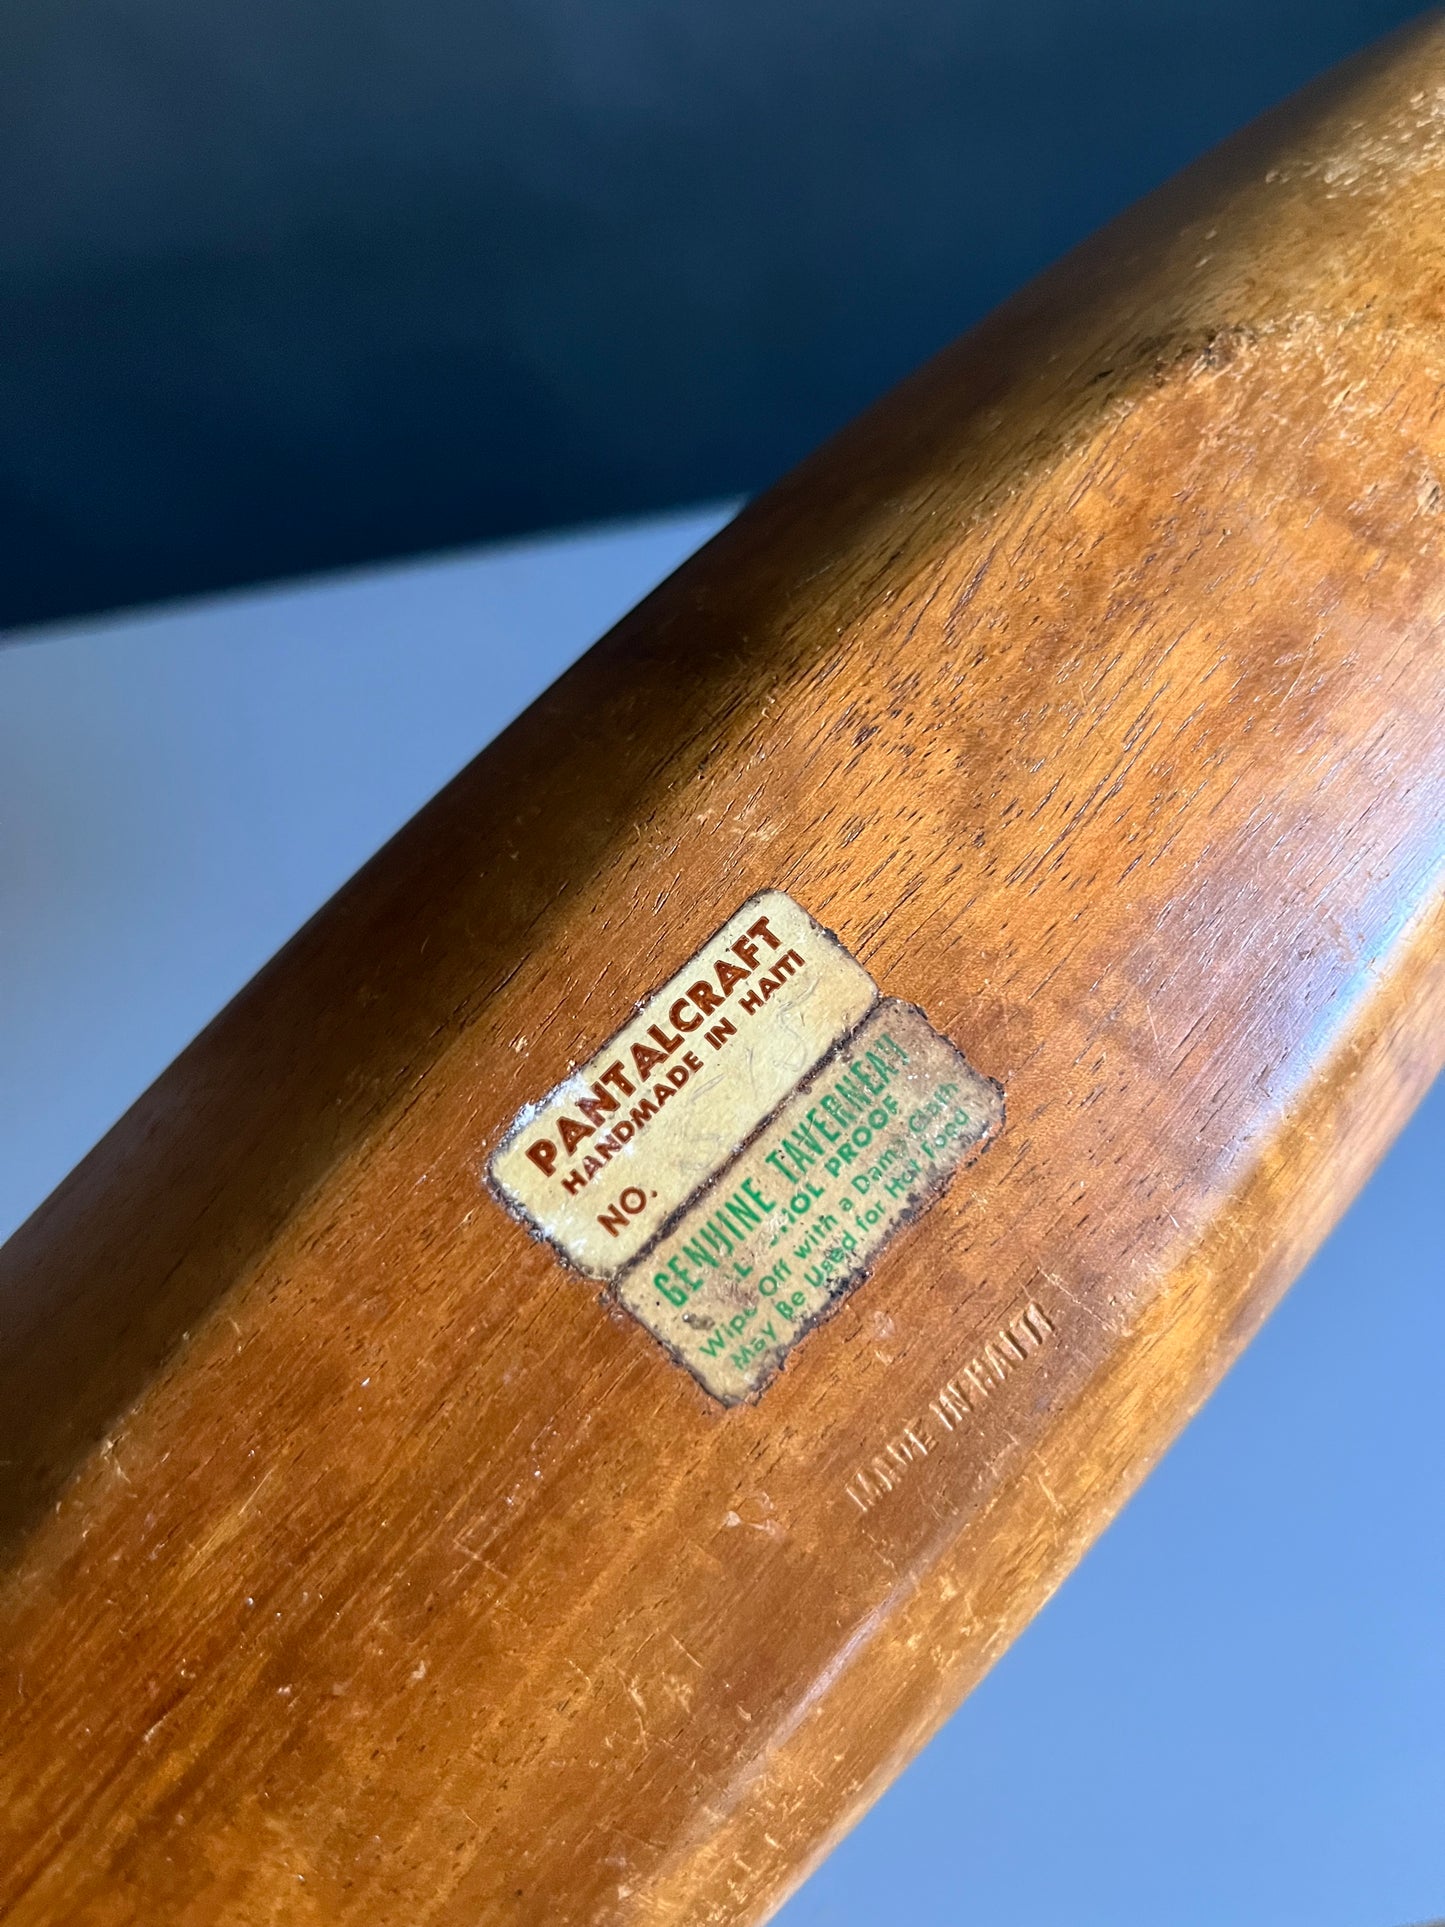 PANTALCRAFT
HANDMADE IN HAITI
NO.
GENUINE TAVERNEAU
PROOF
Wipe Off with a Damp Cloth
May Be Used for Hot Food
MADE IN HAITI